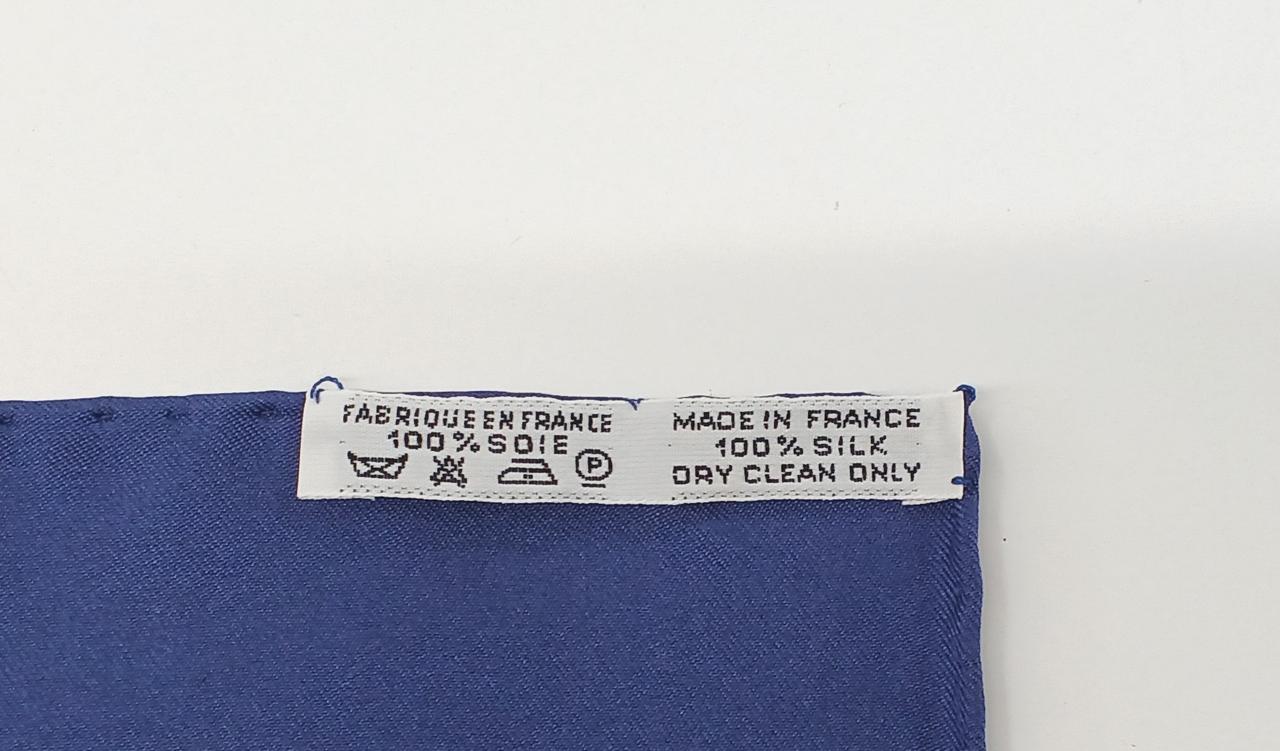 FABRIQUE EN FRANCE
100% SOIE
P
MADE IN FRANCE
100% SILK
DRY CLEAN ONLY